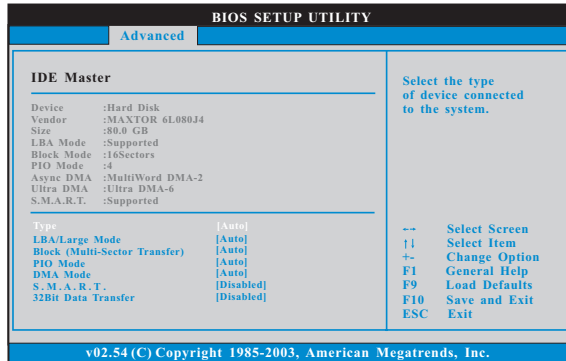 BIOS SETUP UTILITY
Advanced
IDE Master
Device :Hard Disk
Vendor :MAXTOR 6L080J4
Size :80.0 GB
LBA Mode :Supported
Block Mode :16Sectors
PIO Mode :4
Async DMA :MultiWord DMA-2
Ultra DMA :Ultra DMA-6
S.M.A.R.T. :Supported
Type [Auto]
LBA/Large Mode [Auto]
Block (Multi-Sector Transfer) [Auto]
PIO Mode [Auto]
DMA Mode [Auto]
S.M.A.R.T. [Disabled]
32Bit Data Transfer [Disabled]
Select the type
of device connected
to the system.
←→ Select Screen
↑↓ Select Item
+- Change Option
F1 General Help
F9 Load Defaults
F10 Save and Exit
ESC Exit
v02.54 (C) Copyright 1985-2003, American Megatrends, Inc.